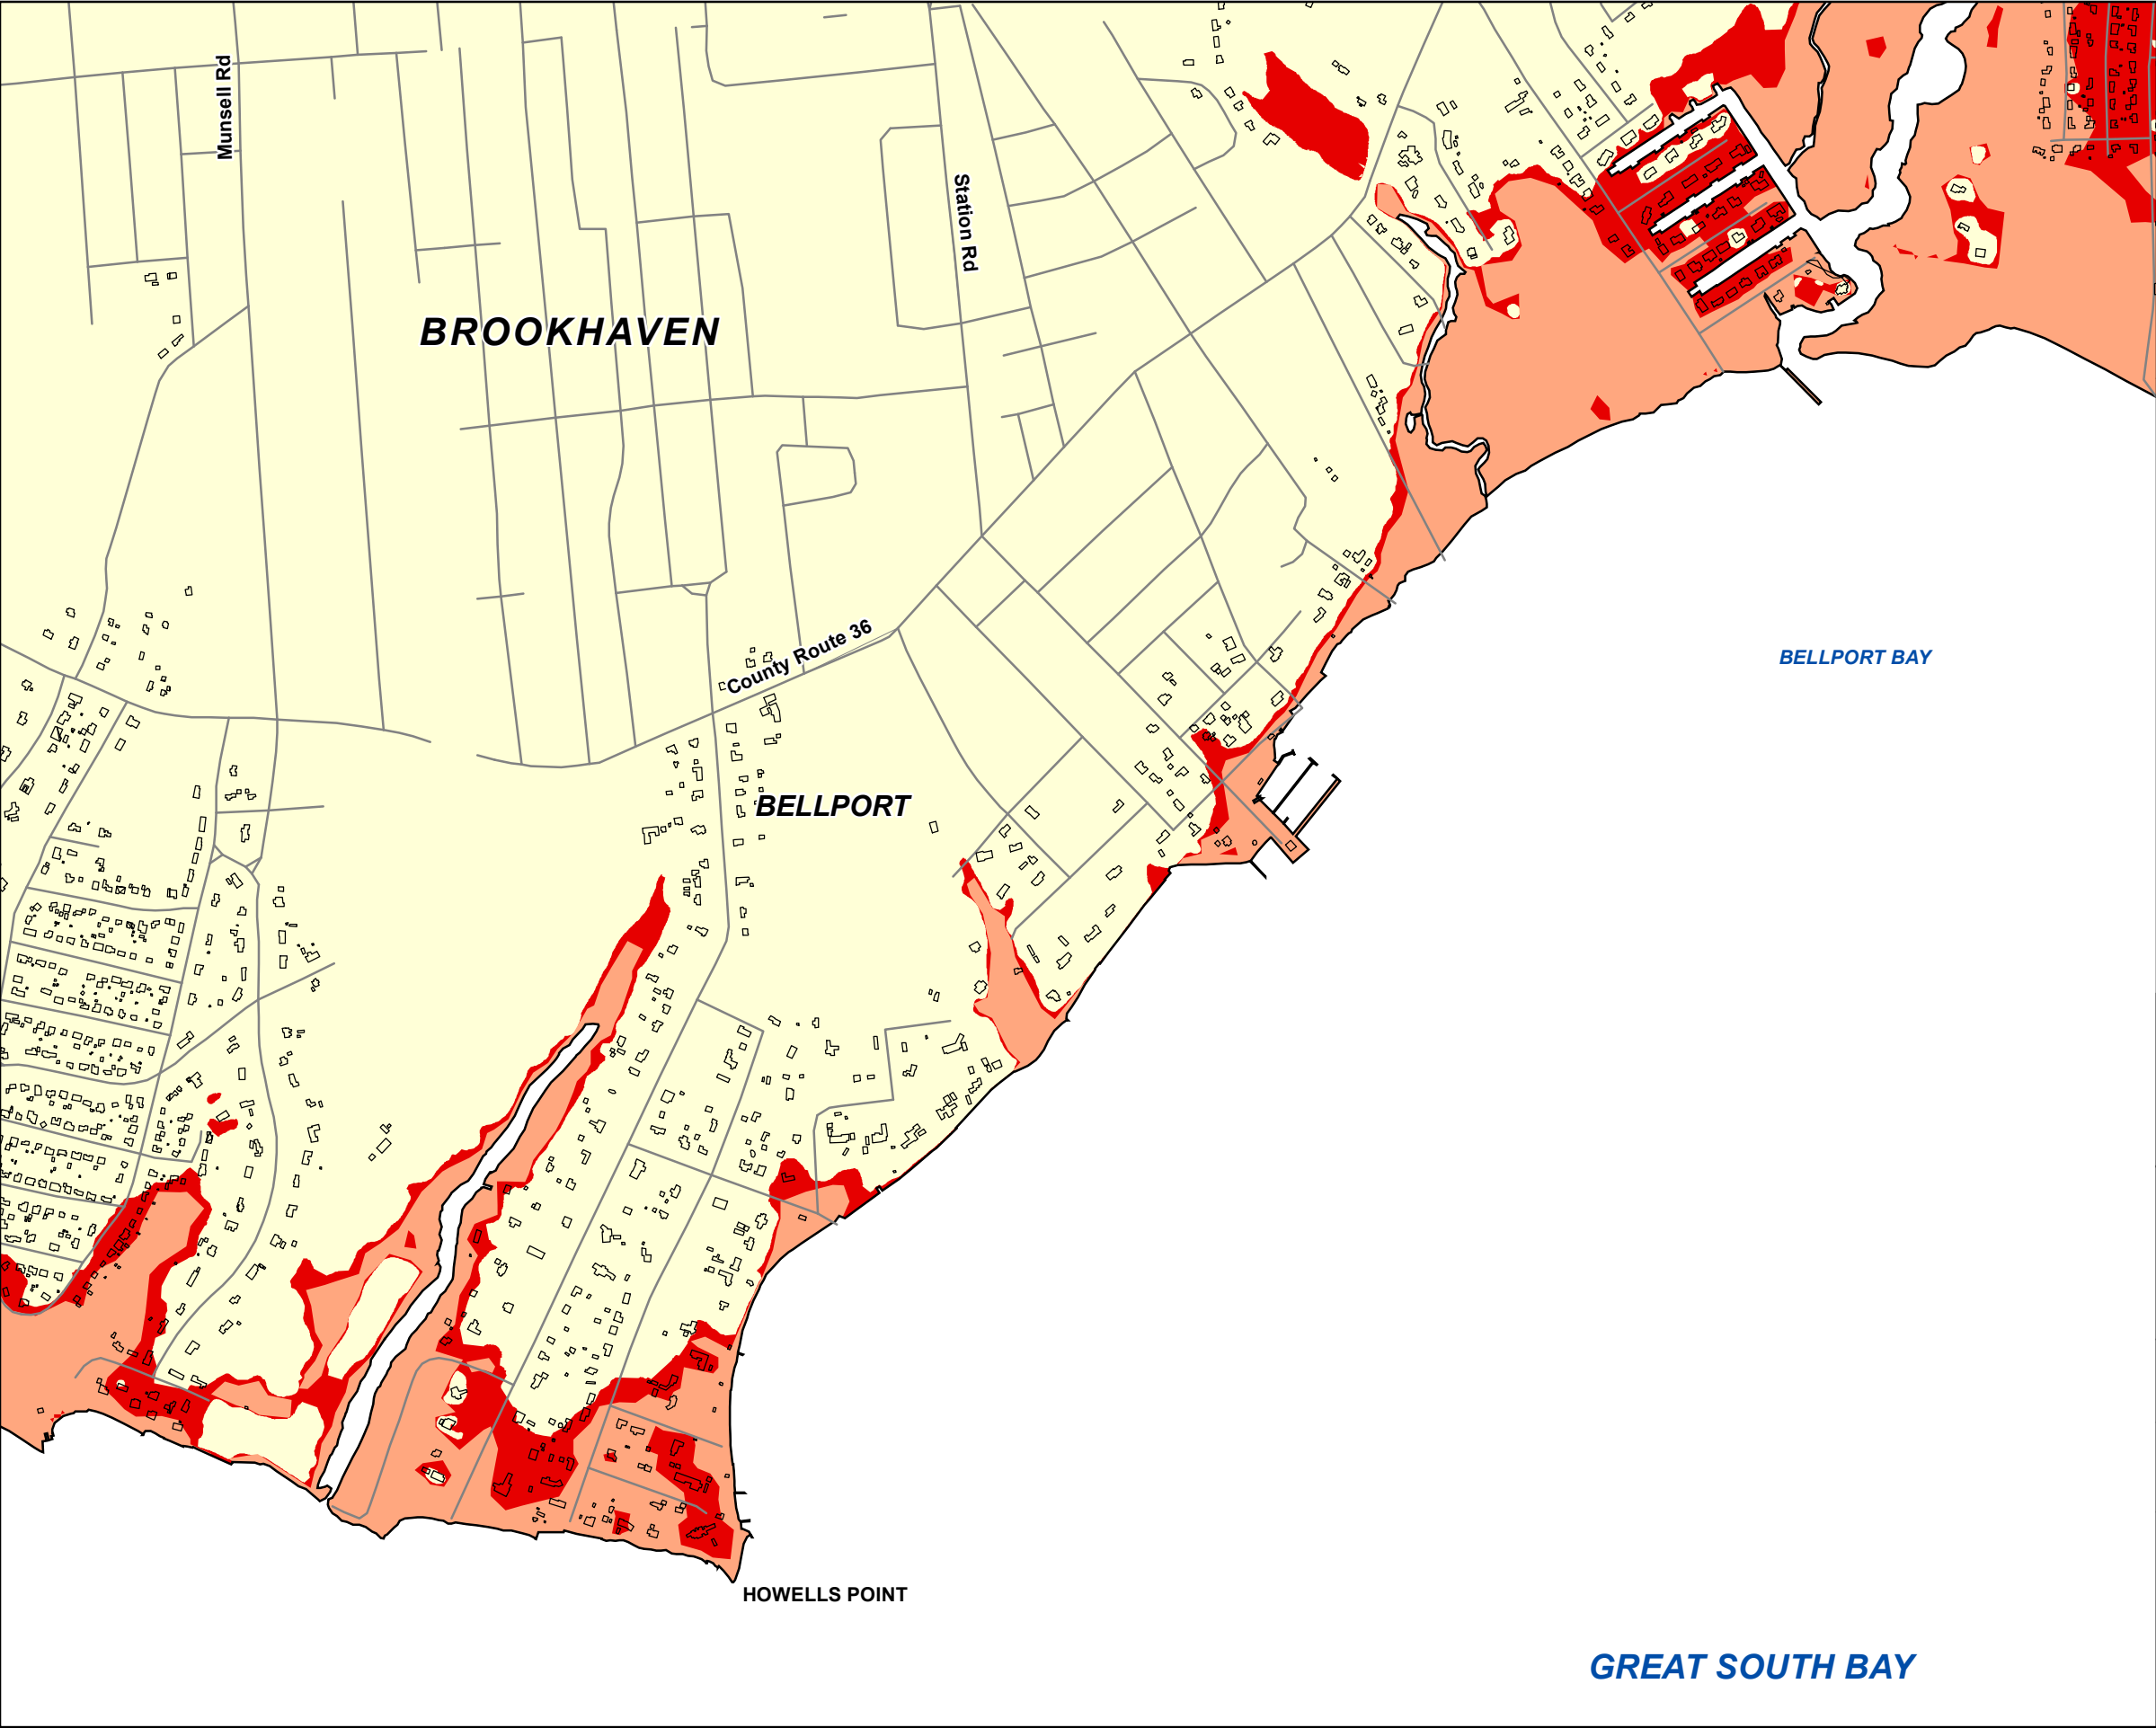 Munsell Rd
Station Rd
BROOKHAVEN
County Route 36
BELLPORT BAY
BELLPORT
HOWELLS POINT
GREAT SOUTH BAY